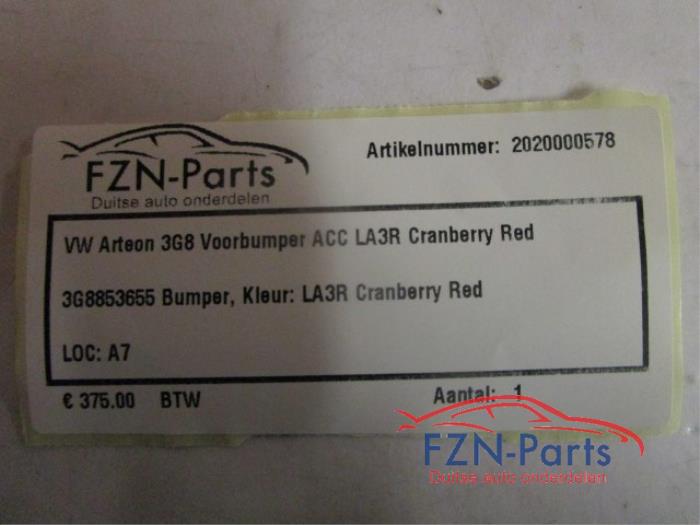 FZN-Parts
Duitse auto onderdelen
Artikelnummer: 2020000578
VW Arteon 3G8 Voorbumper ACC LA3R Cranberry Red
3G8853655 Bumper, Kleur: LA3R Cranberry Red
LOC: A7
€ 375.00 BTW
Aantal: 1
FZN-Parts
Duitse auto onderdelen